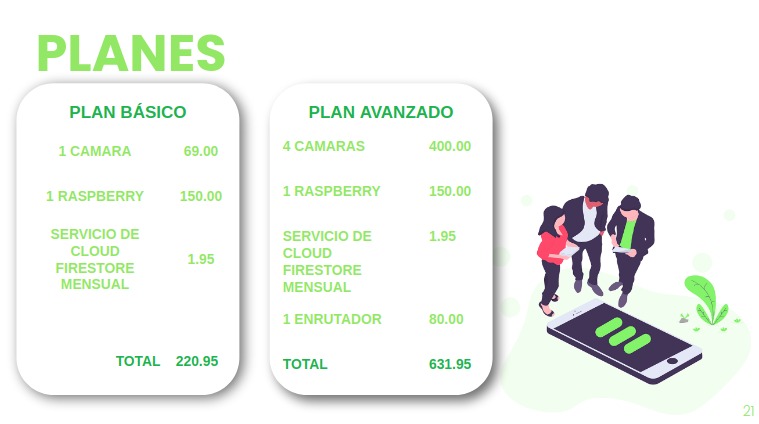 PLANES
PLAN BÁSICO
1 CAMARA 69.00
1 RASPBERRY 150.00
SERVICIO DE
CLOUD
FIRESTORE
MENSUAL
1.95
TOTAL 220.95
PLAN AVANZADO
4 CAMARAS 400.00
1 RASPBERRY 150.00
SERVICIO DE 1.95
CLOUD
FIRESTORE
MENSUAL
1 ENRUTADOR 80.00
TOTAL 631.95
21